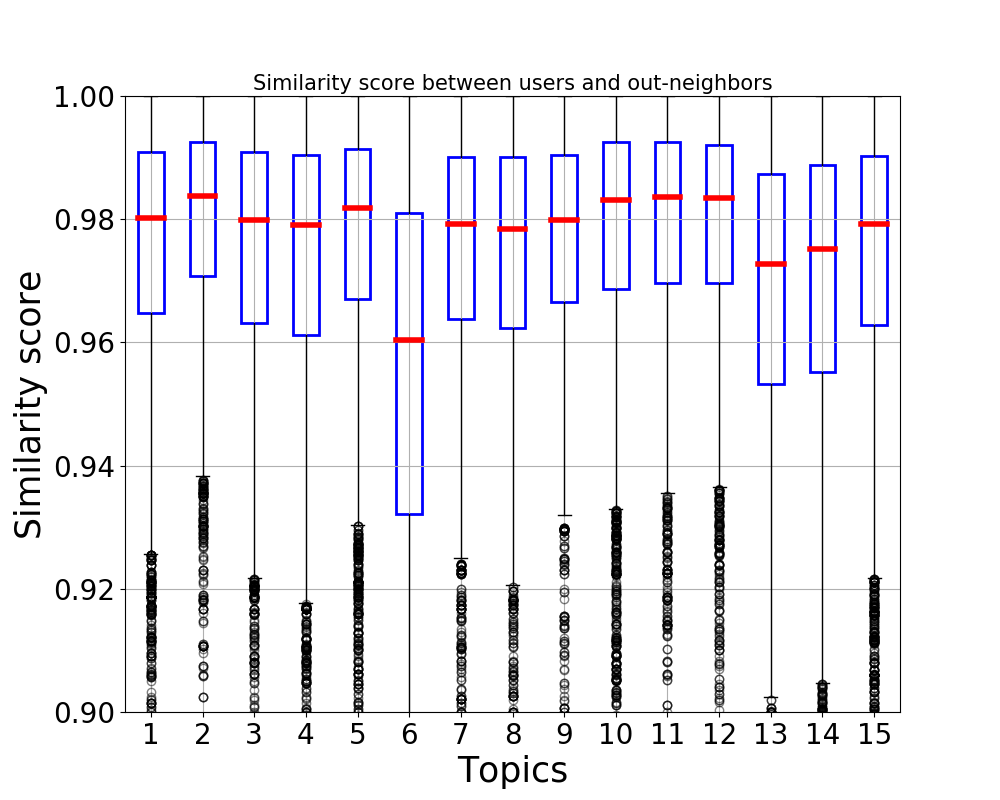 Similarity score between users and out-neighbors
1.00
0.98
0.96
0.94
0.92
0.90
Similarity score
1 2 3 4 5 6 7 8 9 10 11 12 13 14 15
Topics